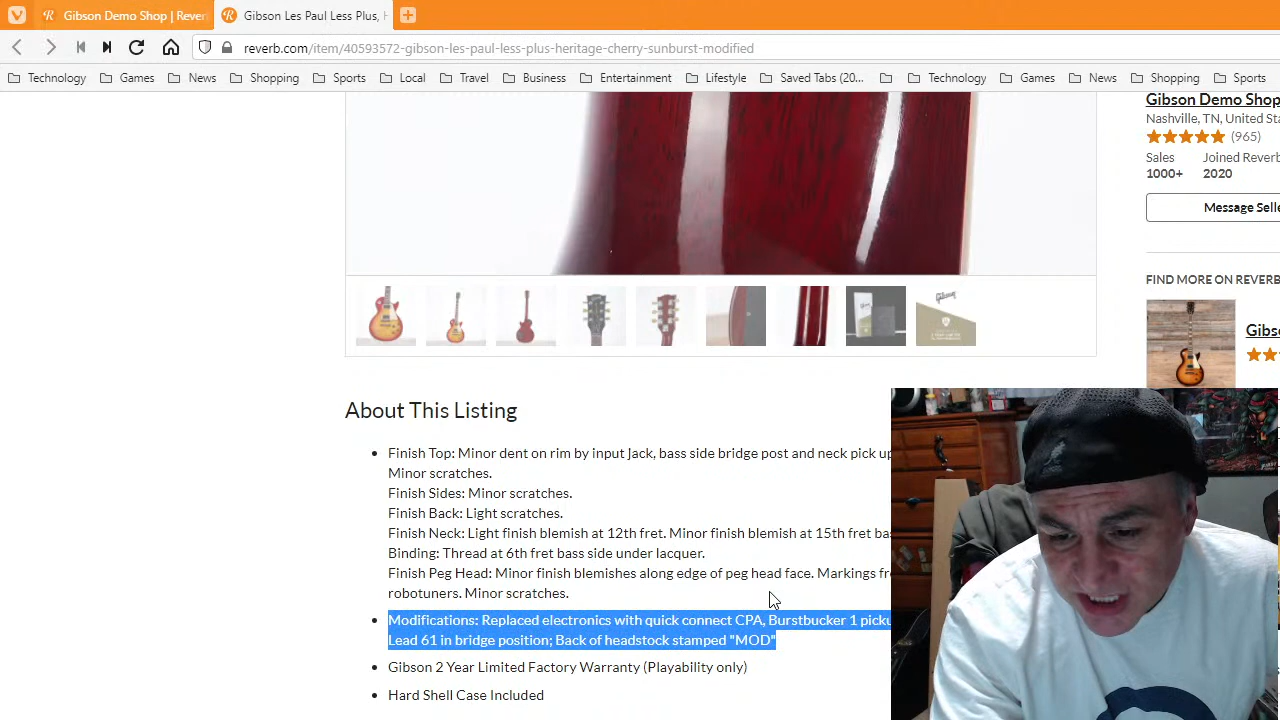 Gibson Demo Shop | Rever
Gibson Les Paul Less Plus, H
reverb.com/item/40593572-gibson-les-paul-less-plus-heritage-cherry-sunburst-modified
Technology Games News Shopping Sports Local Travel Business Entertainment Lifestyle Saved Tabs (20... Technology Games News Shopping Sports
Gibson Demo Shop
Nashville, TN, United Sta
(965)
Sales Joined Reverb
1000+ 2020
Message Selle
FIND MORE ON REVERB
Gibs
About This Listing
Finish Top: Minor dent on rim by input jack, bass side bridge post and neck pick up
Minor scratches.
Finish Sides: Minor scratches.
Finish Back: Light scratches.
Finish Neck: Light finish blemish at 12th fret. Minor finish blemish at 15th fret ba
Binding: Thread at 6th fret bass side under lacquer.
Finish Peg Head: Minor finish blemishes along edge of peg head face. Markings fr
robotuners. Minor scratches.
Modifications: Replaced electronics with quick connect CPA, Burstbucker 1 picku
Lead 61 in bridge position; Back of headstock stamped "MOD"
Gibson 2 Year Limited Factory Warranty (Playability only)
Hard Shell Case Included